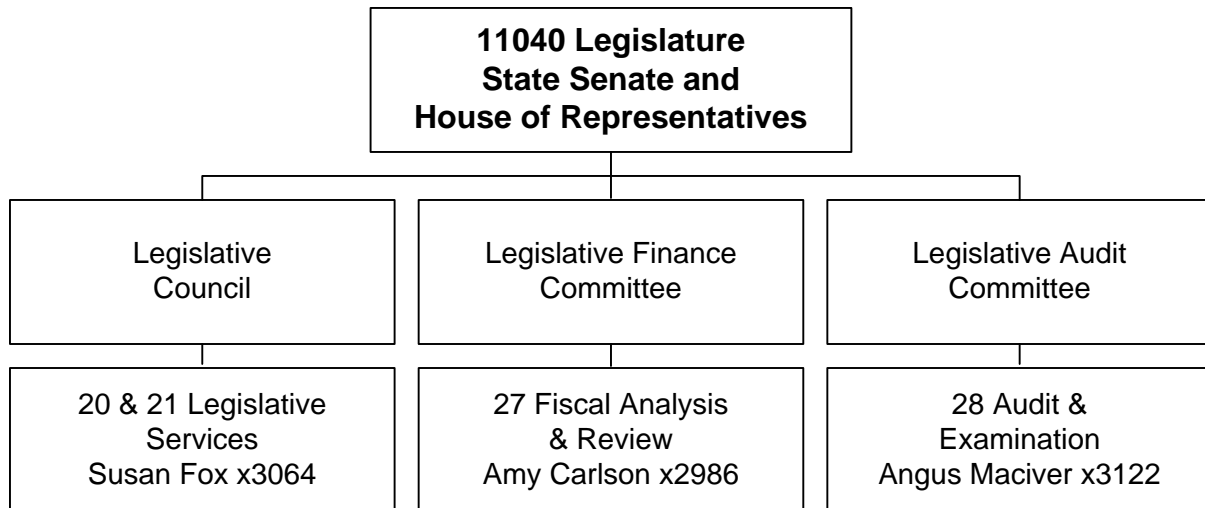 11040 Legislature
State Senate and
House of Representatives
Legislative
Council
Legislative Finance
Committee
Legislative Audit
Committee
20 & 21 Legislative
Services
Susan Fox x3064
27 Fiscal Analysis
& Review
Amy Carlson x2986
28 Audit &
Examination
Angus Maciver x3122